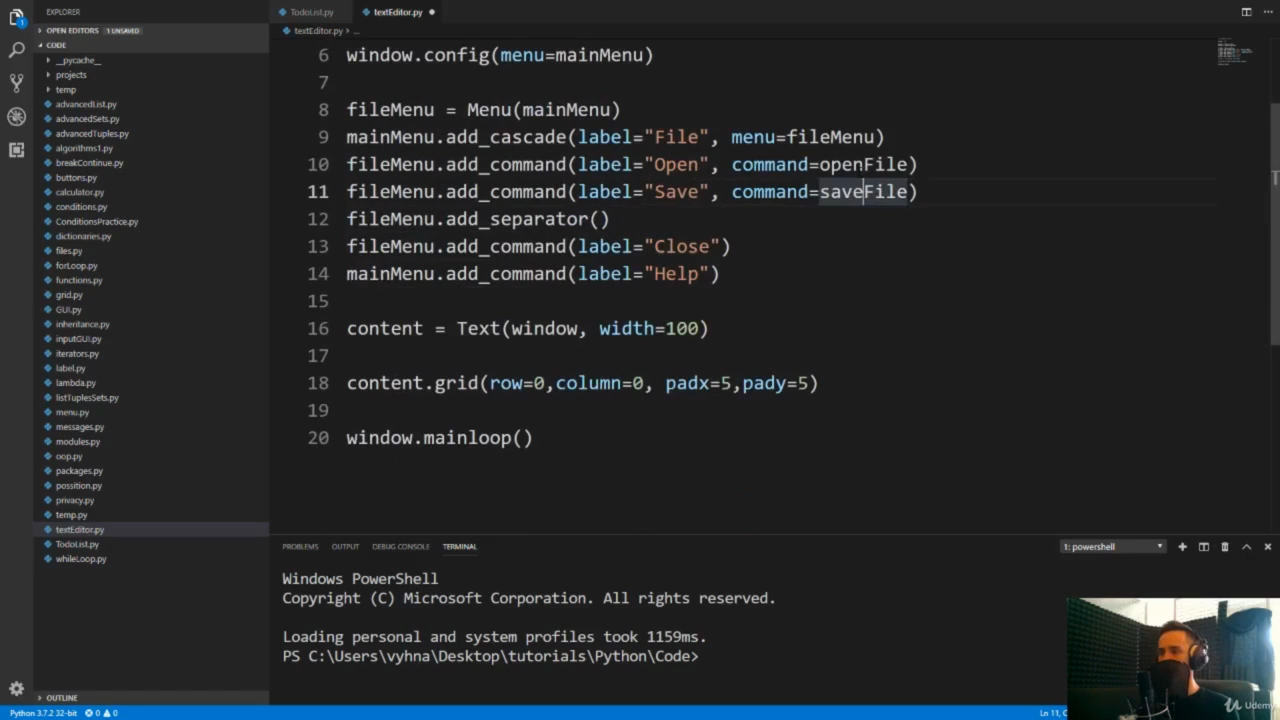 EXPLORER
OPEN EDITORS 1 UNSAVED
CODE
__pycache__
projects
temp
advancedList.py
advancedSets.py
advancedTuples.py
algorithms1.py
breakContinue.py
buttons.py
calculator.py
conditions.py
ConditionsPractice.py
dictionaries.py
files.py
forLoop.py
functions.py
grid.py
GUI.py
inheritance.py
inputGUI.py
iterators.py
label.py
lambda.py
listTuplesSets.py
menu.py
messages.py
modules.py
oop.py
packages.py
possition.py
privacy.py
temp.py
textEditor.py
TodoList.py
whileLoop.py
OUTLINE
TodoList.py textEditor.py
textEditor.py > ...
6 window.config(menu=mainMenu)
7
8 fileMenu = Menu(mainMenu)
9 mainMenu.add_cascade(label="File", menu=fileMenu)
10 fileMenu.add_command(label="Open", command=openFile)
11 fileMenu.add_command(label="Save", command=saveFile)
12 fileMenu.add_separator()
13 fileMenu.add_command(label="Close")
14 mainMenu.add_command(label="Help")
15
16 content = Text(window, width=100)
17
18 content.grid(row=0,column=0, padx=5,pady=5)
19
20 window.mainloop()
PROBLEMS OUTPUT DEBUG CONSOLE TERMINAL 1: powershell
Windows PowerShell
Copyright (C) Microsoft Corporation. All rights reserved.
Loading personal and system profiles took 1159ms.
PS C:\Users\vyhna\Desktop\tutorials\Python\Code>
Python 3.7.2 32-bit 0 0 Ln 11,
Udemy